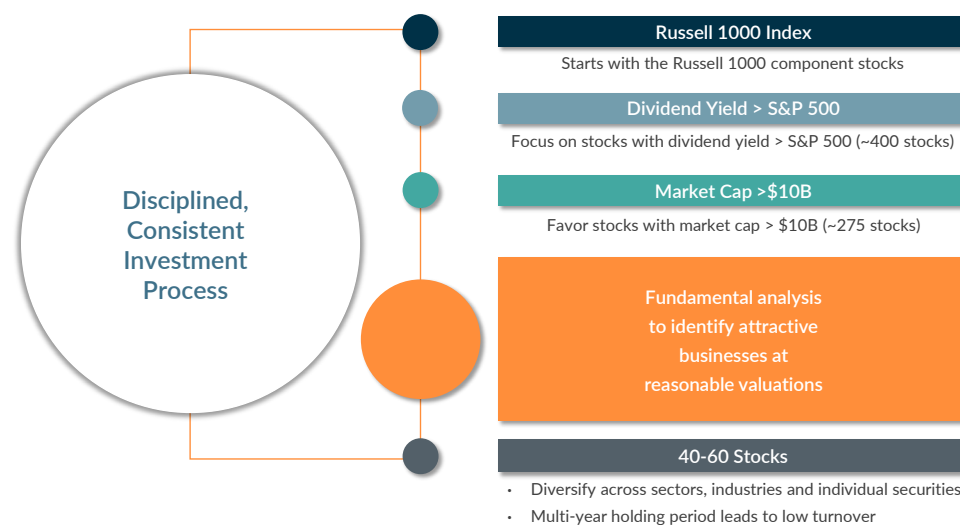 Disciplined,
Consistent
Investment
Process
Russell 1000 Index
Starts with the Russell 1000 component stocks
Dividend Yield > S&P 500
Focus on stocks with dividend yield > S&P 500 (~400 stocks)
Market Cap >$10B
Favor stocks with market cap > $10B (~275 stocks)
Fundamental analysis
to identify attractive
businesses at
reasonable valuations
40-60 Stocks
• Diversify across sectors, industries and individual securities
• Multi-year holding period leads to low turnover